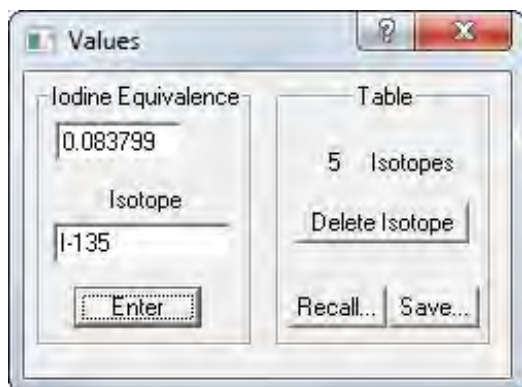 Values
Iodine Equivalence
0.083799
Isotope
I-135
Enter
Table
5 Isotopes
Delete Isotope
Recall... Save...